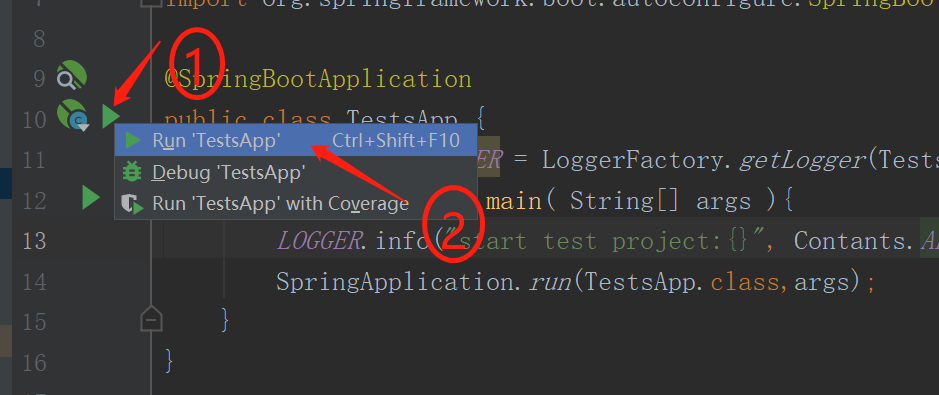 7 import org.springframework.boot.autoconfigure.SpringBoo
8
9 @SpringBootApplication
10 public class TestsApp {
Run 'TestsApp' Ctrl+Shift+F10
11 ER = LoggerFactory.getLogger(Tests
Debug 'TestsApp'
12 main( String[] args ){
Run 'TestsApp' with Coverage
13 LOGGER.info("start test project:{}", Contants.A
14 SpringApplication.run(TestsApp.class,args);
15 }
16 }
1
2